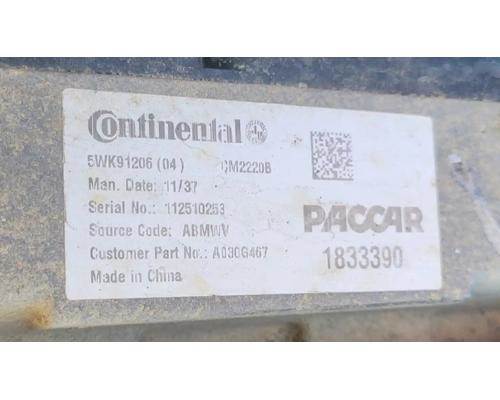 Continental
5WK91206 (04) CM2220B
Man. Date: 11/37
Serial No.: 112510253
PACCAR
Source Code: ABMWV
Customer Part No.: A030G467
1833390
Made in China